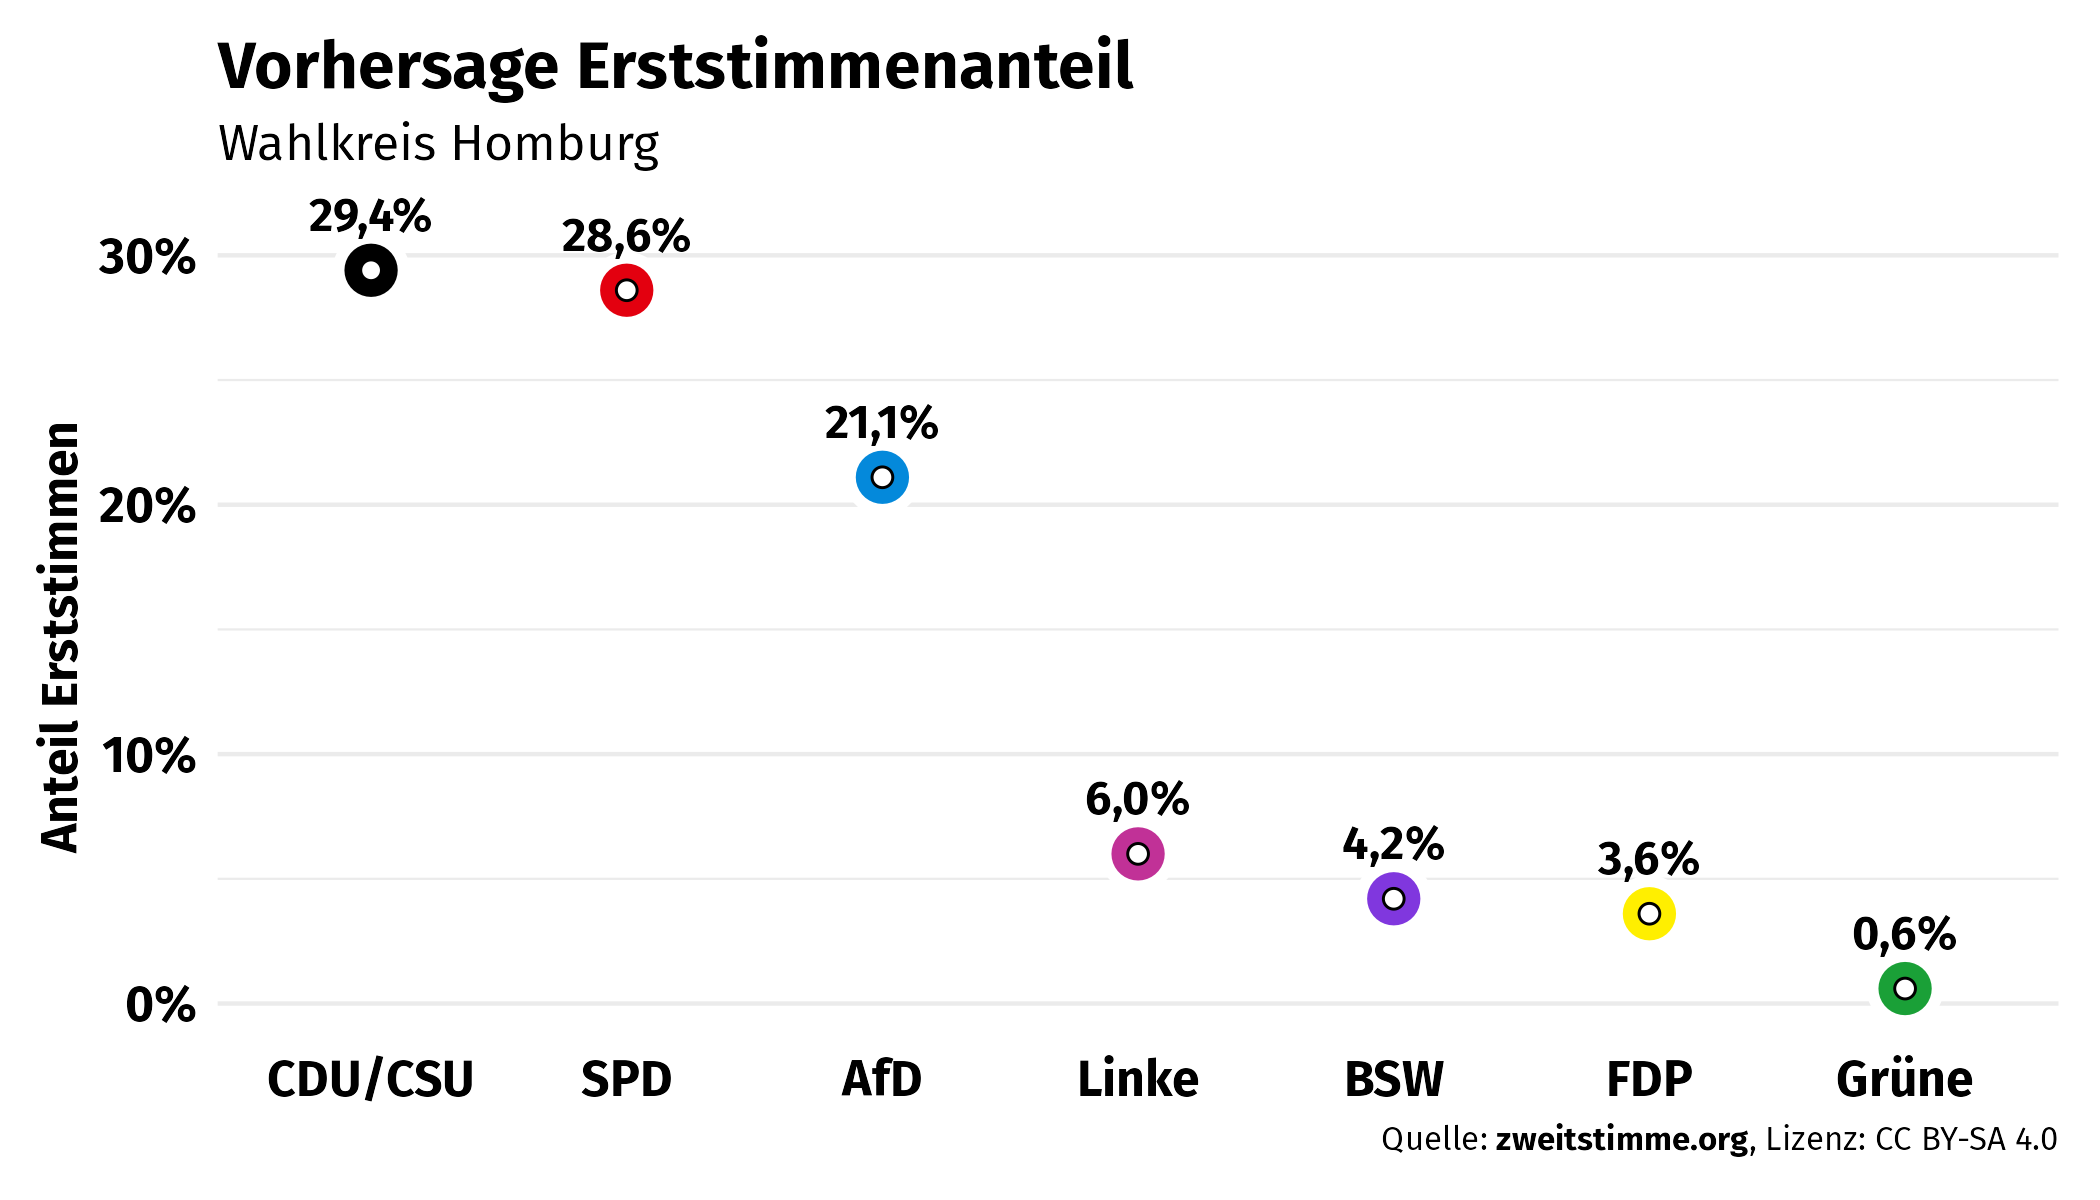 Vorhersage Erststimmenanteil
Wahlkreis Homburg
Anteil Erststimmen
30%
20%
10%
0%
29,4%
28,6%
21,1%
6,0%
4,2%
3,6%
0,6%
CDU/CSU SPD AfD Linke BSW FDP Grüne
Quelle: zweitstimme.org, Lizenz: CC BY-SA 4.0